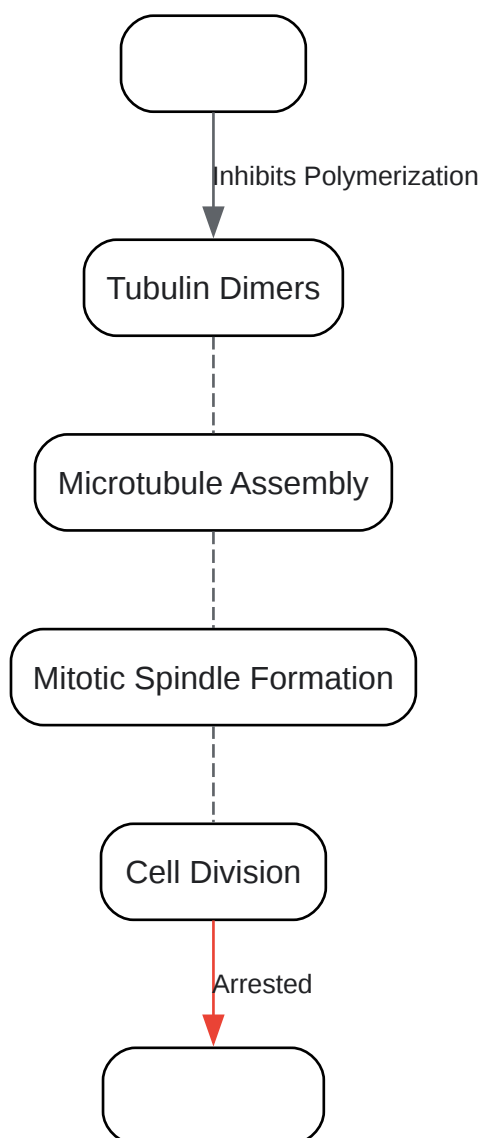 Inhibits Polymerization
Tubulin Dimers
Microtubule Assembly
Mitotic Spindle Formation
Cell Division
Arrested